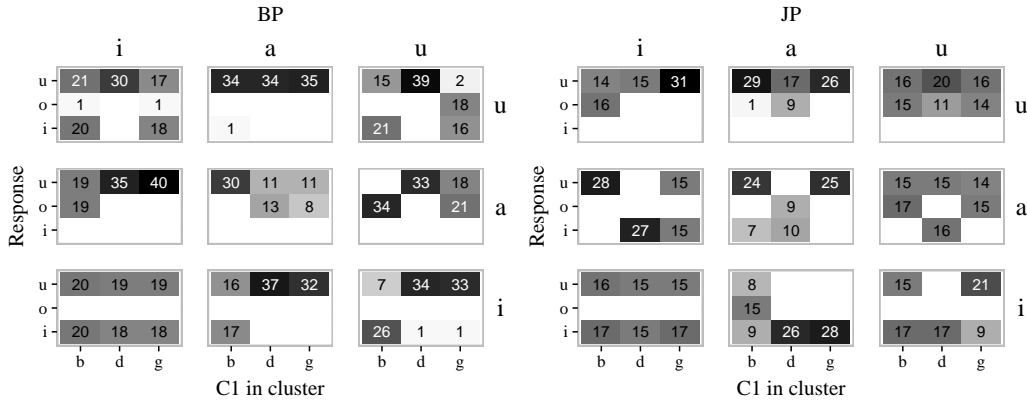 BP JP
i a u i a u
u 21 30 17 34 34 35 15 39 2 u u 14 15 31 29 17 26 16 20 16 u
o 1 1 18 o 16 1 9 15 11 14
i 20 18 1 21 16 i
u 19 35 40 30 11 11 33 18 a u 28 15 24 25 15 15 14 a
o 19 13 8 34 21 o 9 17 15
i i 27 15 7 10 16
Response Response
u 20 19 19 16 37 32 7 34 33 i u 16 15 15 8 15 21 i
o o 15
i 20 18 18 17 26 1 1 i 17 15 17 9 26 28 17 17 9
b d g b d g b d g b d g b d g b d g
C1 in cluster C1 in cluster